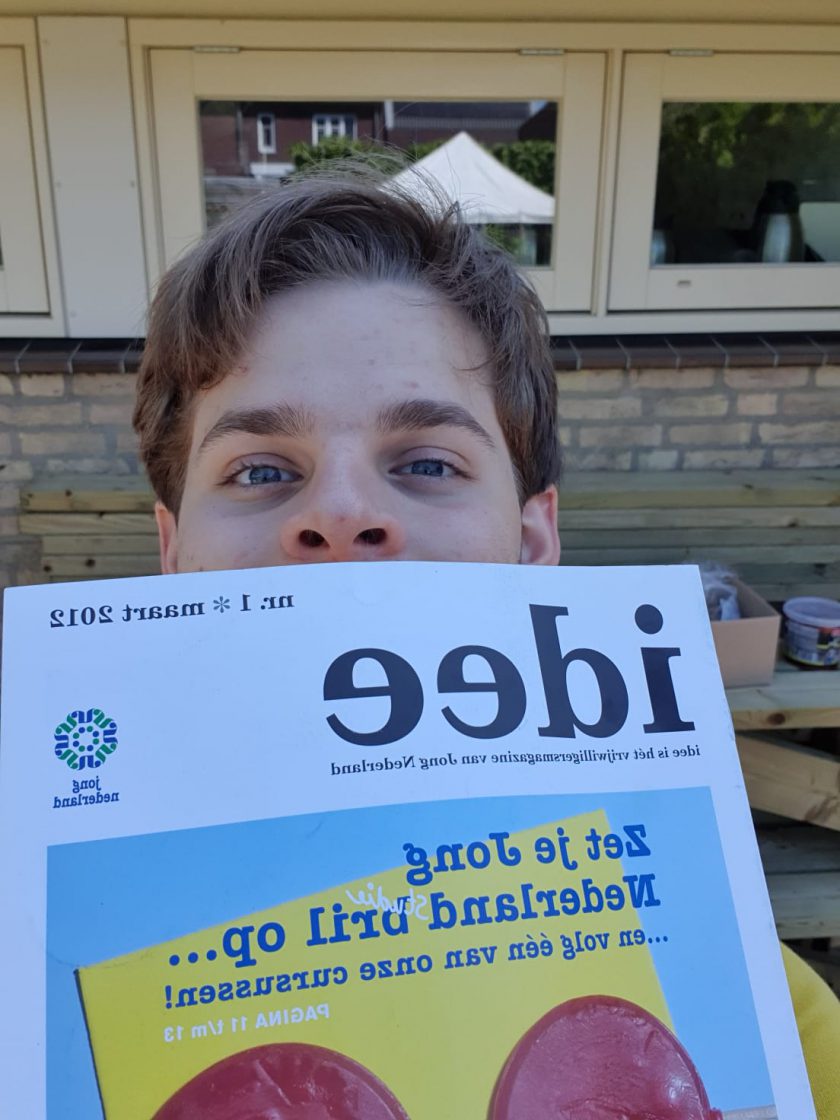 nr. 1 * maart 2012
idee
idee is hét vrijwilligersmagazine van Jong Nederland
jong
nederland
Zet je Jong
Nederland bril op...
studie
...en volg één van onze cursussen!
PAGINA 11 t/m 13